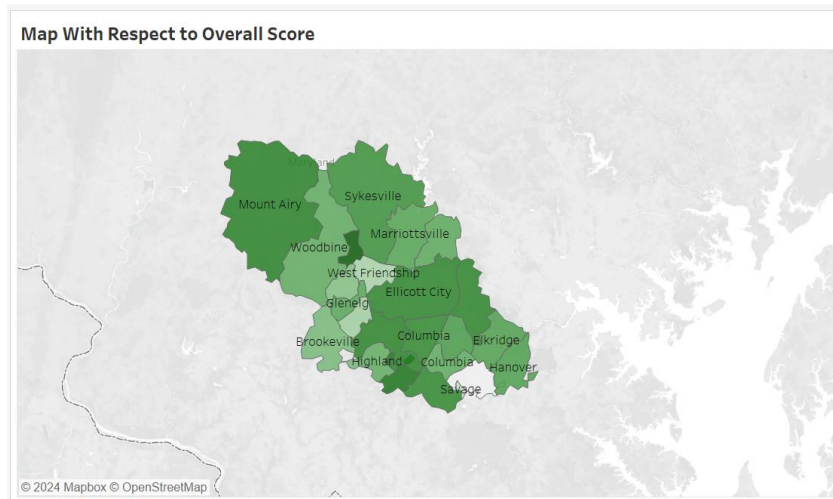 Map With Respect to Overall Score
Maryland
Sykesville
Mount Airy
Marriottsville
Woodbine
West Friendship
Ellicott City
Glenelg
Columbia
Brookeville
Elkridge
Highland
Columbia
Hanover
Savage
© 2024 Mapbox © OpenStreetMap